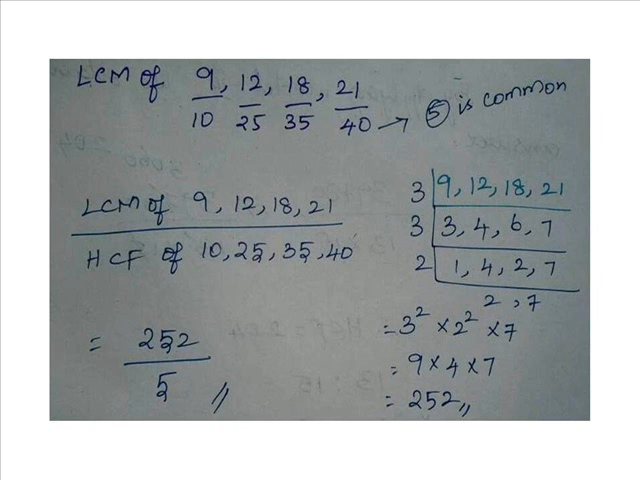 LCM of 9/10, 12/25, 18/35, 21/40 → 5 is common
LCM of 9, 12, 18, 21
HCF of 10, 25, 35, 40
= 252
5 //
3 | 9, 12, 18, 21
3 | 3, 4, 6, 7
2 | 1, 4, 2, 7
2, 7
= 3² × 2² × 7
= 9 × 4 × 7
= 252 //